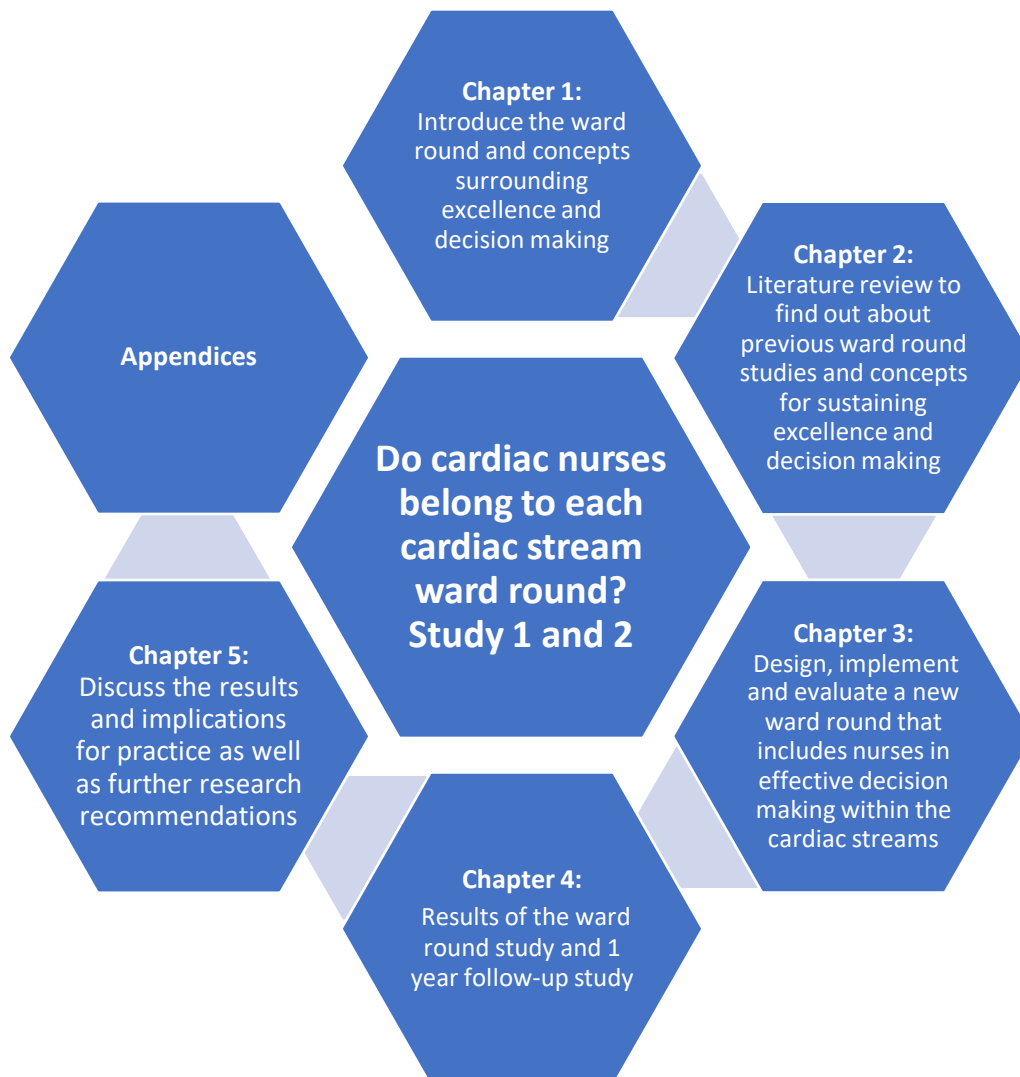 Chapter 1:
Introduce the ward
round and concepts
surrounding
excellence and
decision making
Chapter 2:
Literature review to
find out about
previous ward round
studies and concepts
for sustaining
excellence and
decision making
Appendices
Do cardiac nurses
belong to each
cardiac stream
ward round?
Study 1 and 2
Chapter 3:
Design, implement
and evaluate a new
ward round that
includes nurses in
effective decision
making within the
cardiac streams
Chapter 5:
Discuss the results
and implications
for practice as well
as further research
recommendations
Chapter 4:
Results of the ward
round study and 1
year follow-up study